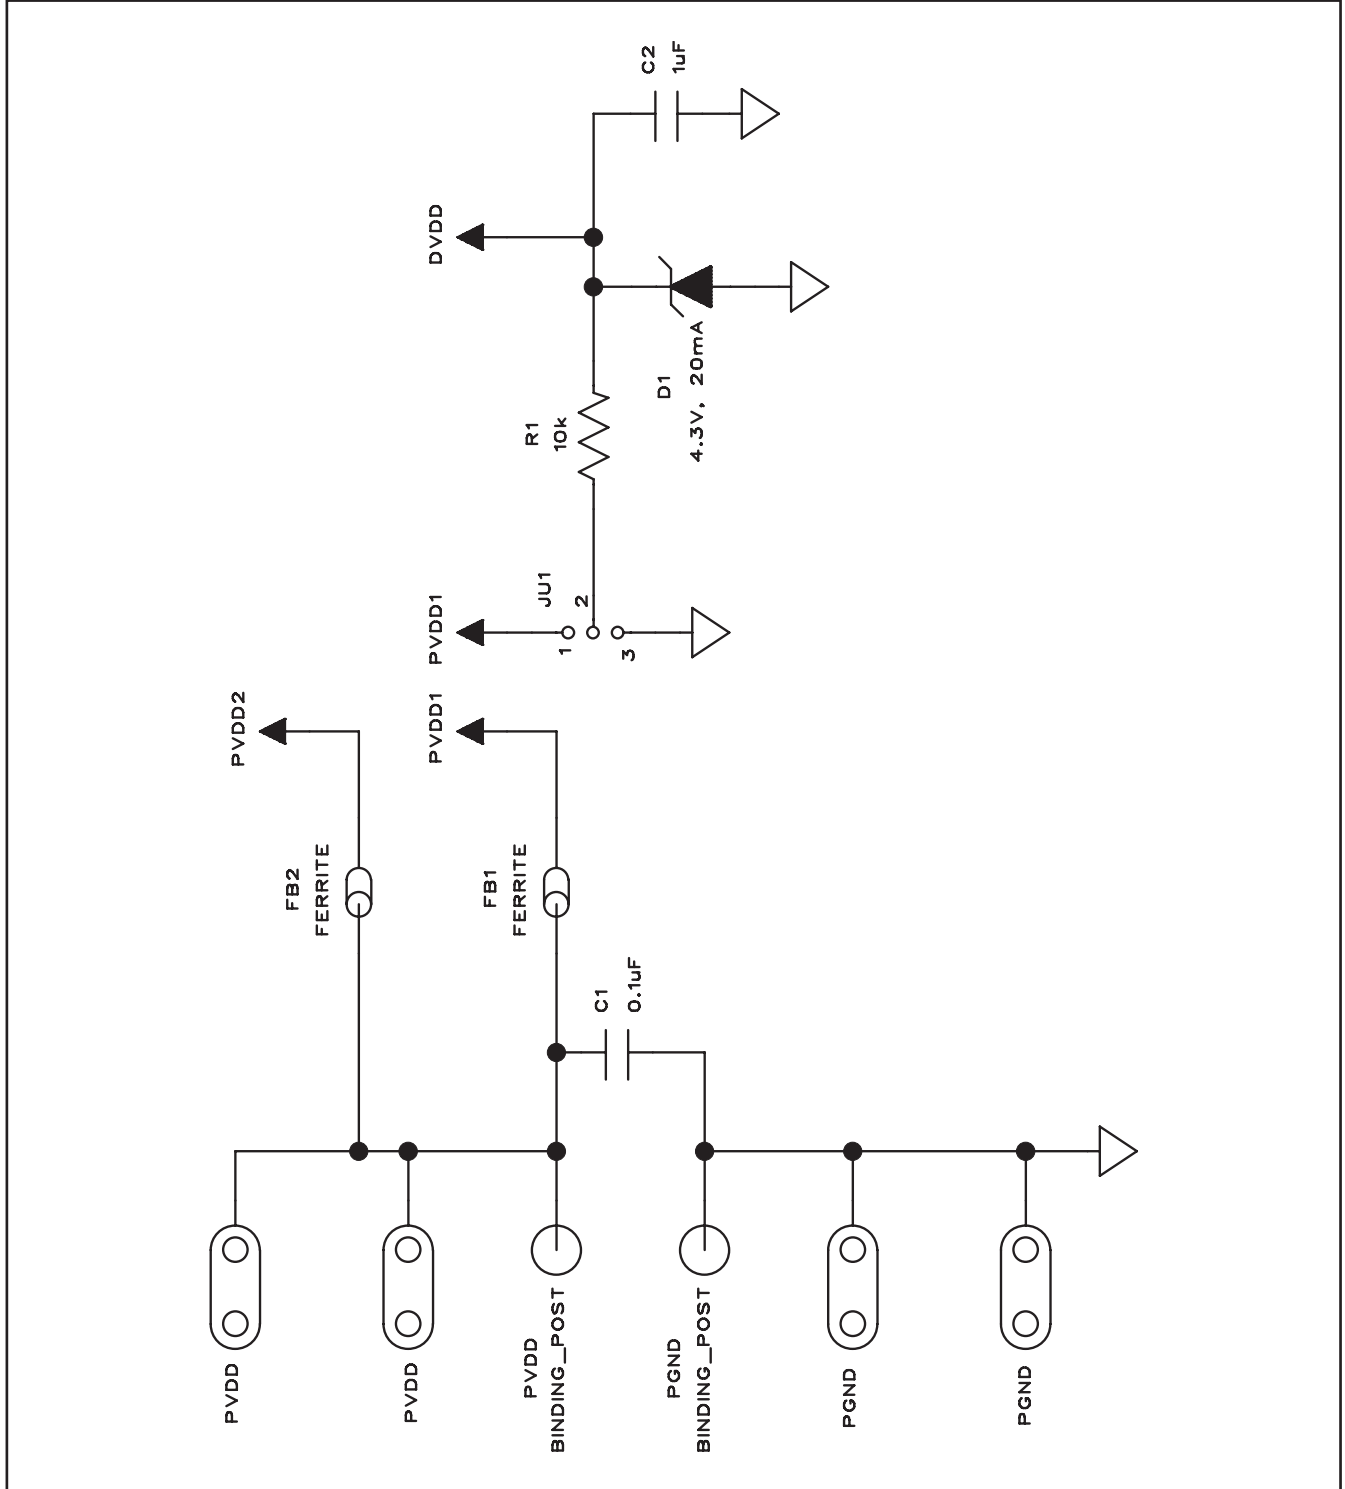 PVDD
PVDD
PVDD
BINDING_POST
PGND
BINDING_POST
PGND
PGND
C1
0.1uF
FB2
FERRITE
FB1
FERRITE
PVDD2
PVDD1
PVDD1
JU1
1
2
3
R1
10k
D1
4.3V, 20mA
DVDD
C2
1uF